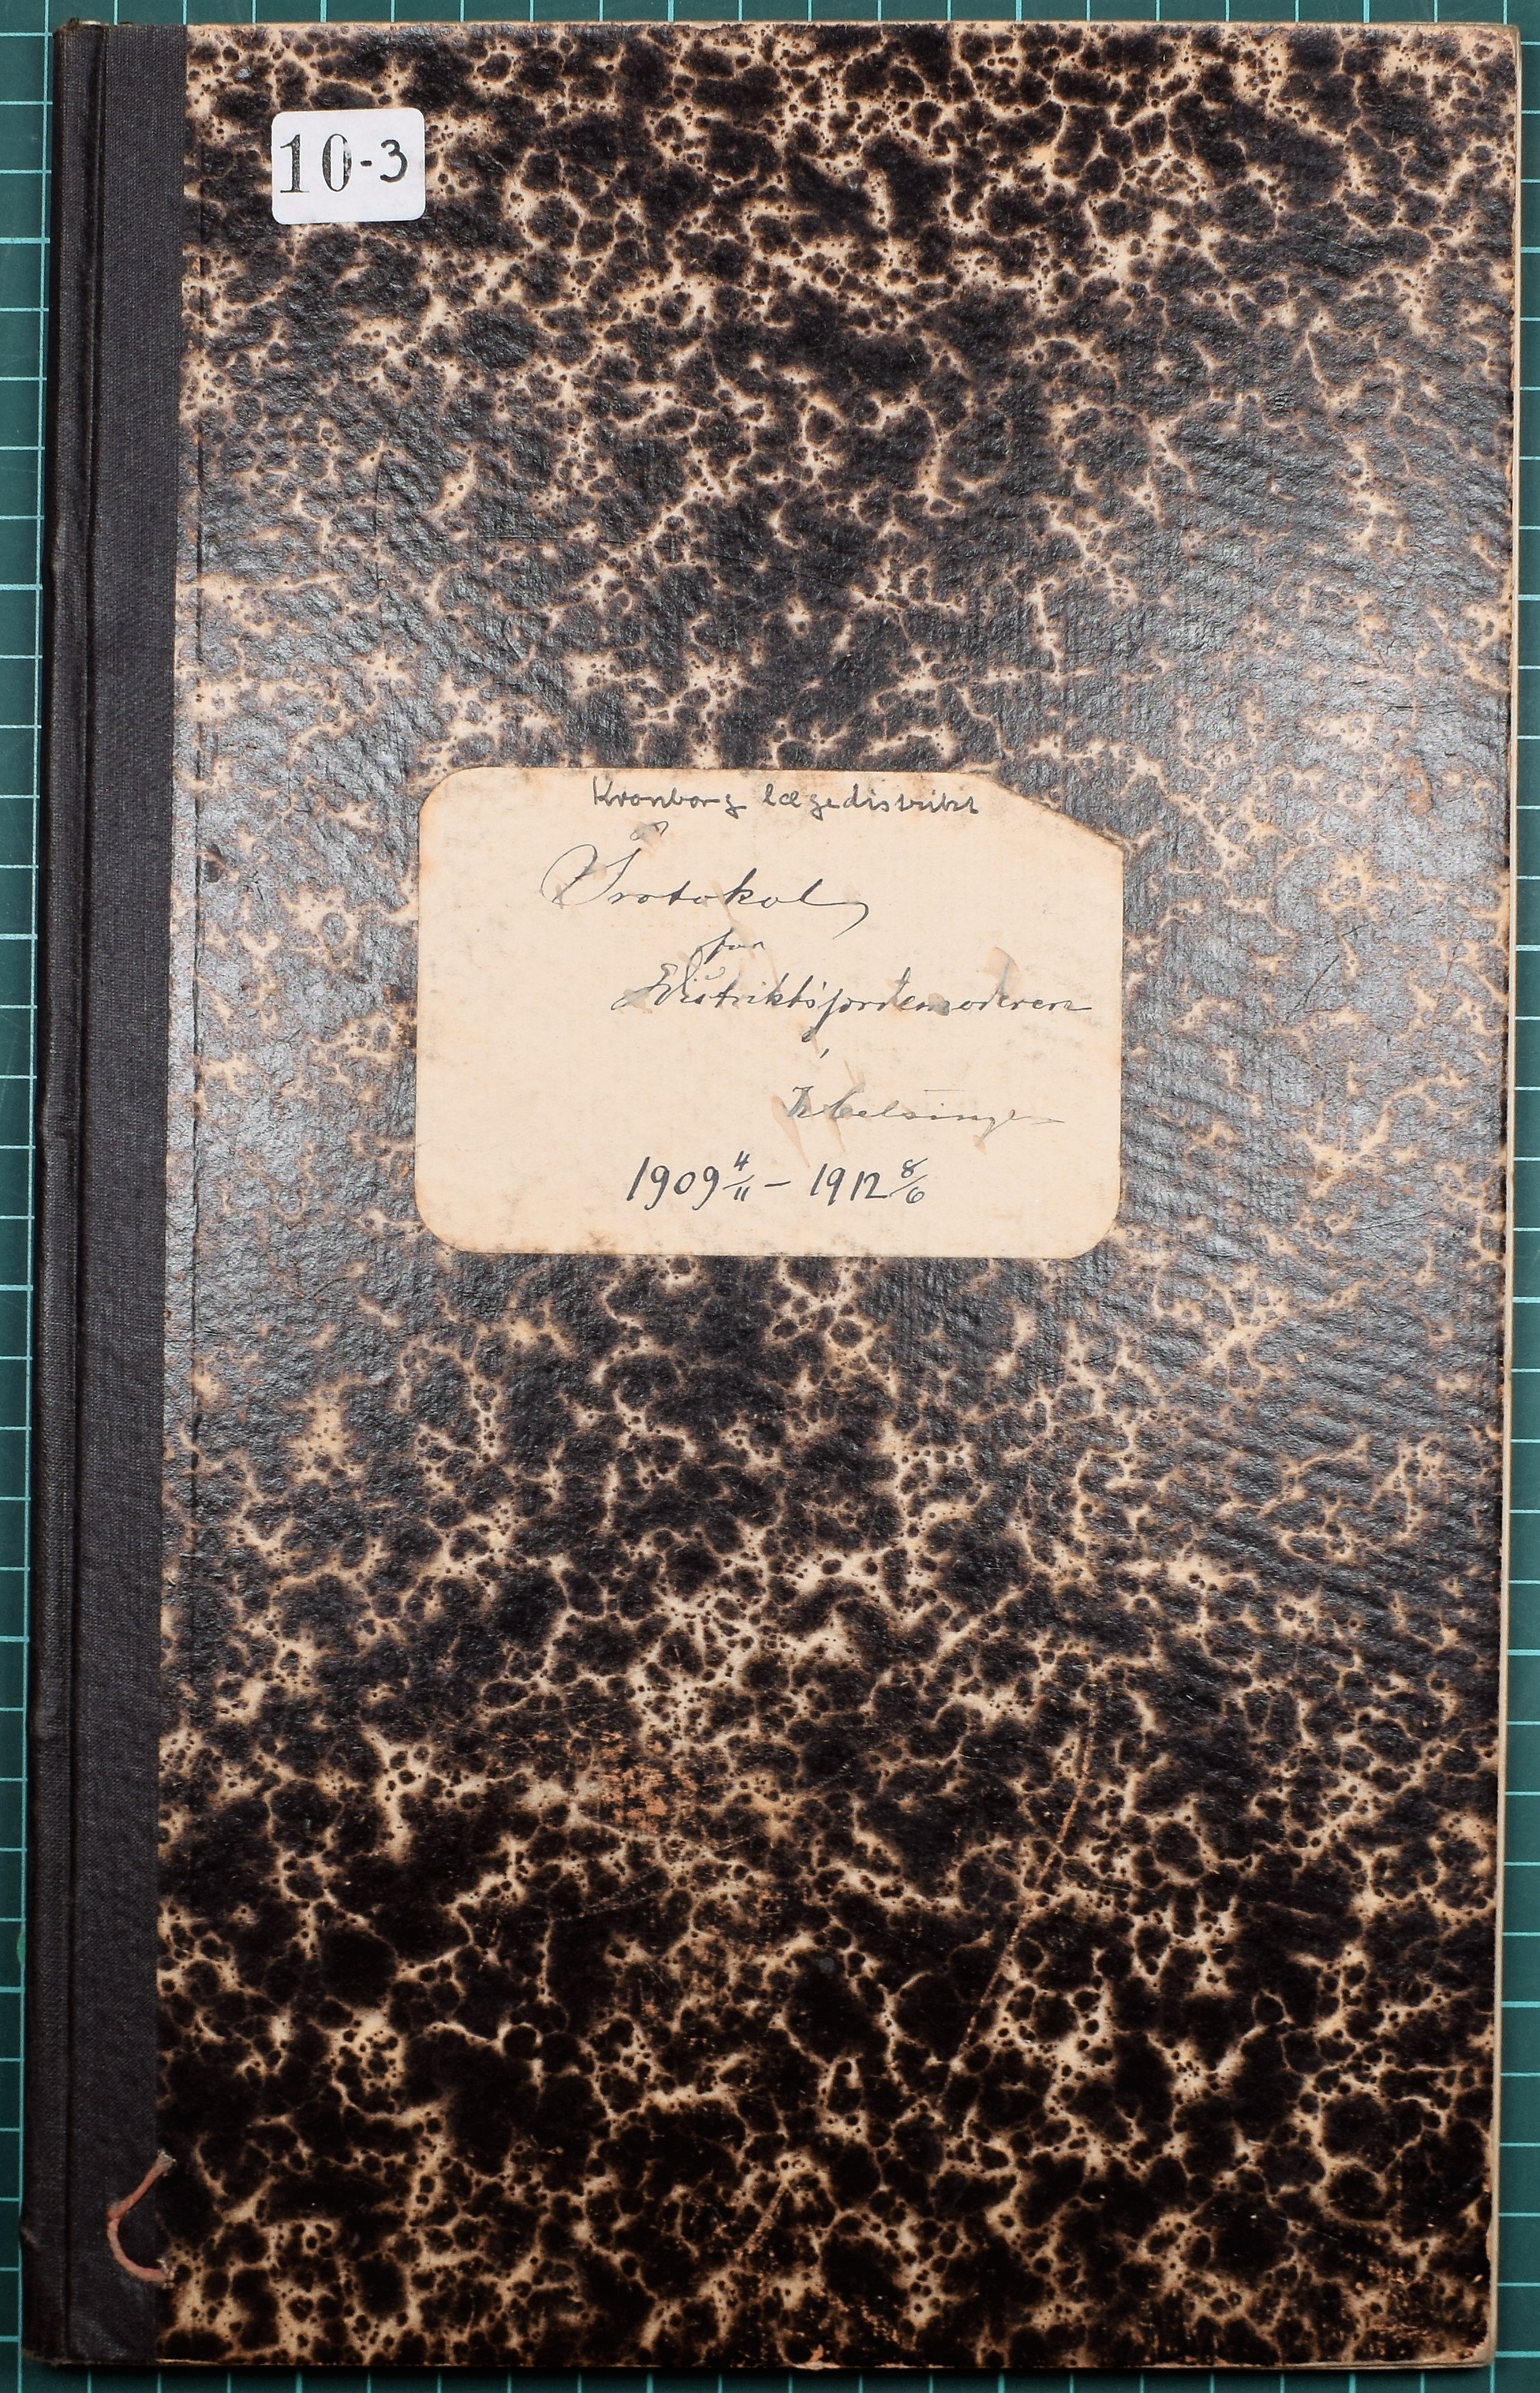 10-3
Kronborg lægedistrikt
Protokol
for
Distriktsjordemoderen
i
Helsingør
1909 4/11 - 1912 8/6